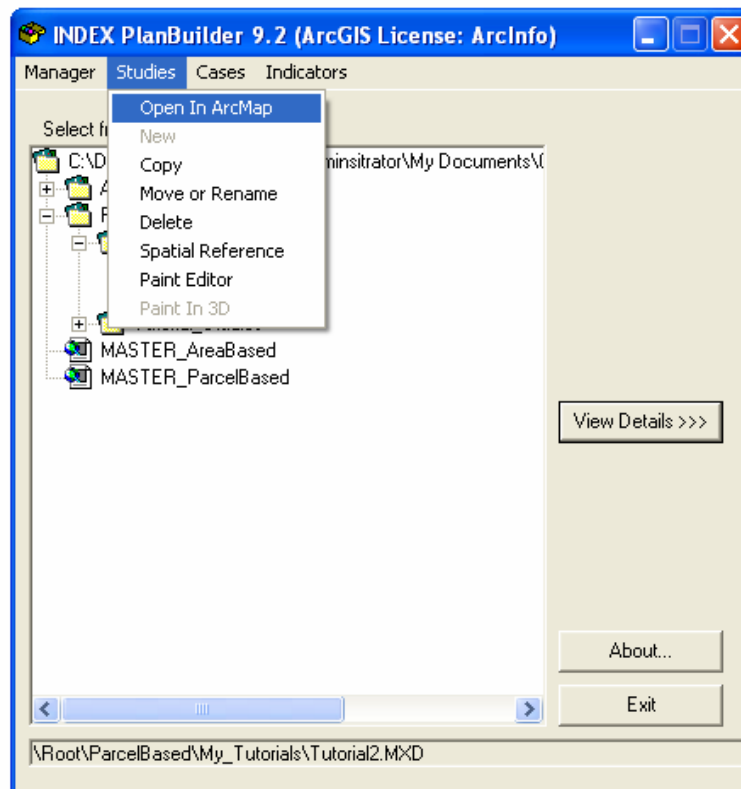 INDEX PlanBuilder 9.2 (ArcGIS License: ArcInfo)
Manager Studies Cases Indicators
Open In ArcMap
New
Copy
Move or Rename
Delete
Spatial Reference
Paint Editor
Paint In 3D
Select
C:\D minsitrator\My Documents\
MASTER_AreaBased
MASTER_ParcelBased
View Details >>>
About...
Exit
\Root\ParcelBased\My_Tutorials\Tutorial2.MXD